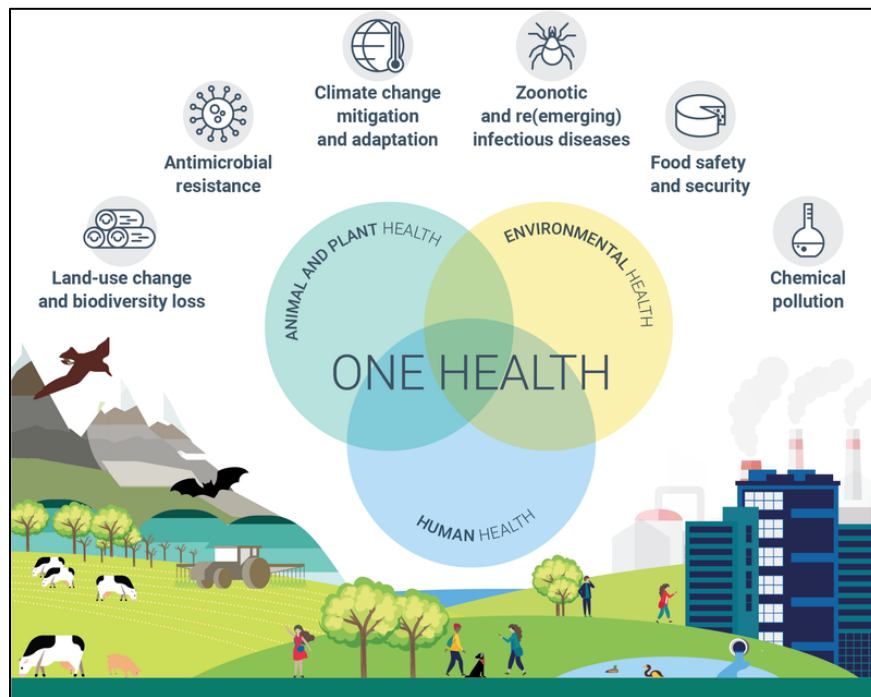 Climate change
mitigation
and adaptation
Zoonotic
and re(emerging)
infectious diseases
Antimicrobial
resistance
Food safety
and security
Land-use change
and biodiversity loss
Chemical
pollution
ANIMAL AND PLANT HEALTH
ENVIRONMENTAL HEALTH
ONE HEALTH
HUMAN HEALTH